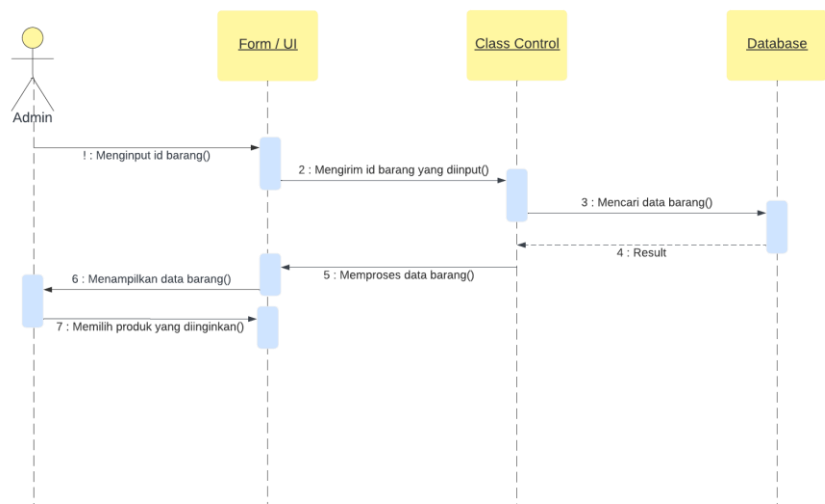 Form / UI
Class Control
Database
Admin
! : Menginput id barang()
2 : Mengirim id barang yang diinput()
3 : Mencari data barang()
4 : Result
5 : Memproses data barang()
6 : Menampilkan data barang()
7 : Memilih produk yang diinginkan()